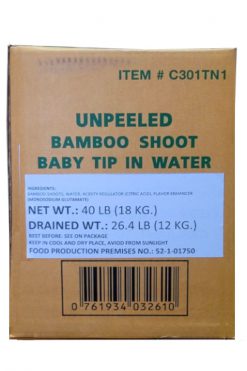 ITEM # C301TN1
UNPEELED
BAMBOO SHOOT
BABY TIP IN WATER
INGREDIENTS:
BAMBOO SHOOTS, WATER, ACIDITY REGULATOR (CITRIC ACID), FLAVOR ENHANCER
(MONOSODIUM GLUTAMATE)
NET WT.: 40 LB (18 KG.)
DRAINED WT.: 26.4 LB (12 KG.)
BEST BEFORE: SEE ON PACKAGE
KEEP IN COOL AND DRY PLACE, AVIOD FROM SUNLIGHT
FOOD PRODUCTION PREMISES NO.: 52-1-01750
0 761934 032610